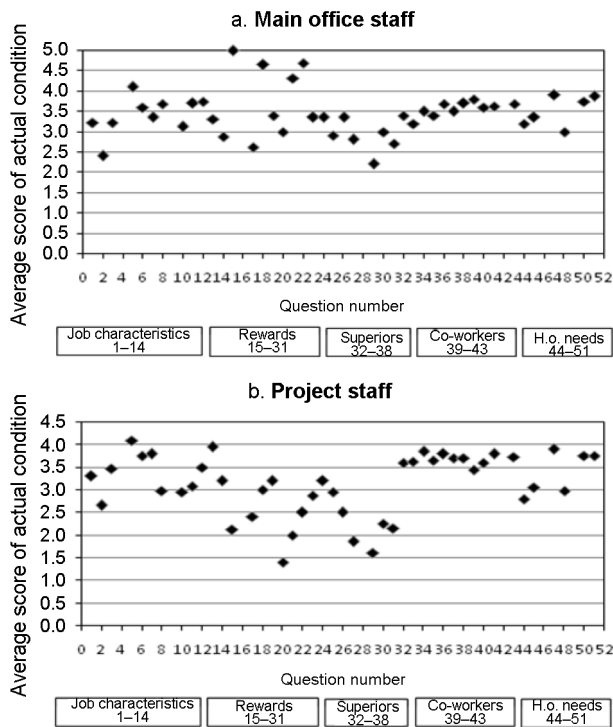 a. Main office staff
Average score of actual condition
5.0
4.5
4.0
3.5
3.0
2.5
2.0
1.5
1.0
0.5
0.0
0 2 4 6 8 10 12 14 16 18 20 22 24 26 28 30 32 34 36 38 40 42 44 46 48 50 52
Question number
Job characteristics
1–14
Rewards
15–31
Superiors
32–38
Co-workers
39–43
H.o. needs
44–51
b. Project staff
Average score of actual condition
4.5
4.0
3.5
3.0
2.5
2.0
1.5
1.0
0.5
0.0
0 2 4 6 8 10 12 14 16 18 20 22 24 26 28 30 32 34 36 38 40 42 44 46 48 50 52
Question number
Job characteristics
1–14
Rewards
15–31
Superiors
32–38
Co-workers
39–43
H.o. needs
44–51